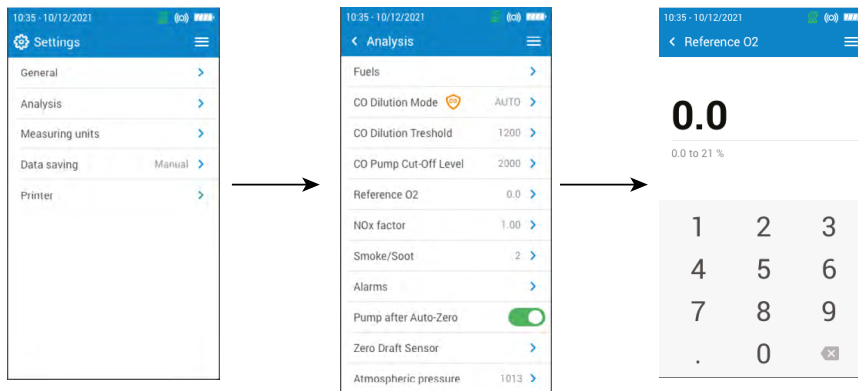 10:35 - 10/12/2021
Settings
General
Analysis
Measuring units
Data saving Manual
Printer
10:35 - 10/12/2021
Analysis
Fuels
CO Dilution Mode CO AUTO
CO Dilution Treshold 1200
CO Pump Cut-Off Level 2000
Reference O2 0.0
NOx factor 1.00
Smoke/Soot 2
Alarms
Pump after Auto-Zero
Zero Draft Sensor
Atmospheric pressure 1013
10:35 - 10/12/2021
Reference O2
0.0
0.0 to 21 %
1 2 3
4 5 6
7 8 9
. 0